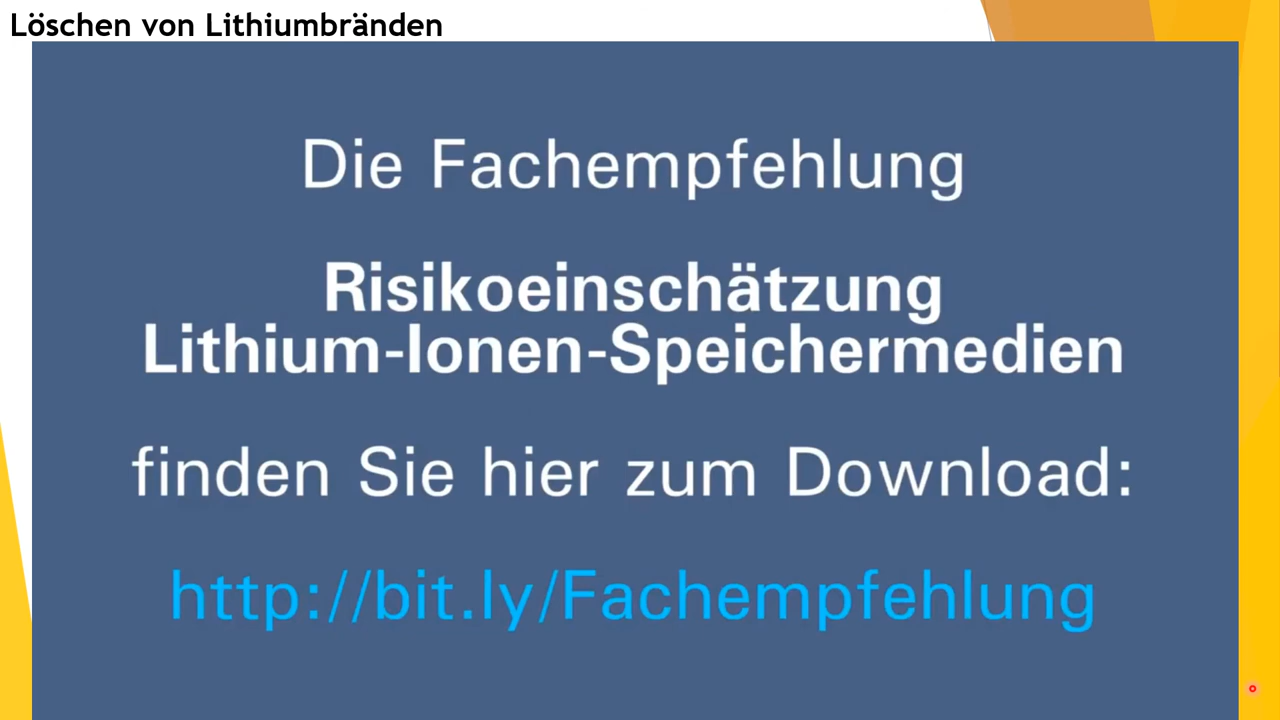 Löschen von Lithiumbränden
Die Fachempfehlung
Risikoeinschätzung
Lithium-Ionen-Speichermedien
finden Sie hier zum Download:
http://bit.ly/Fachempfehlung